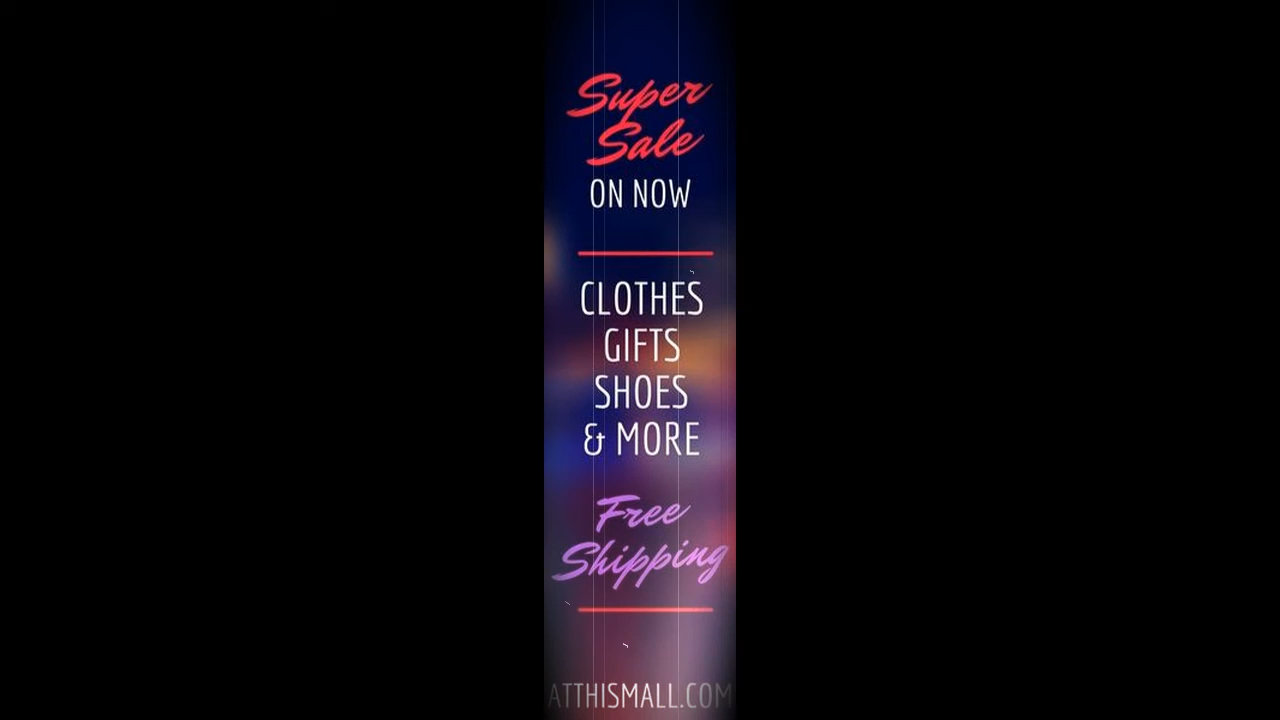 Super
Sale
ON NOW
CLOTHES
GIFTS
SHOES
& MORE
Free
Shipping
ATTHISMALL.COM